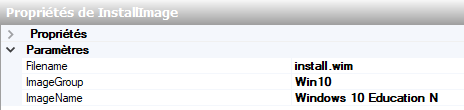 Propriétés de InstallImage
Propriétés
Paramètres
Filename install.wim
ImageGroup Win10
ImageName Windows 10 Education N